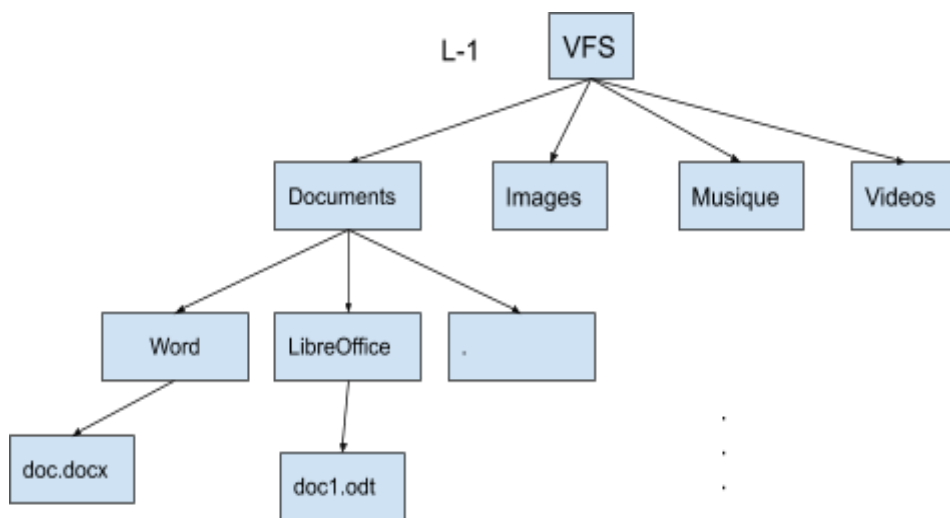 L-1
VFS
Documents
Images
Musique
Videos
Word
LibreOffice
.
doc.docx
doc1.odt
.
.
.